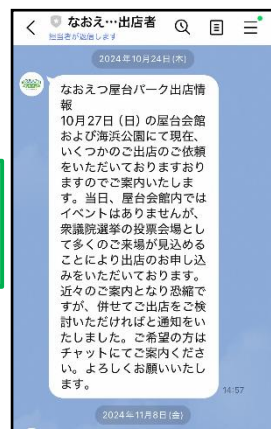 なおえ…出店者
担当者が返信します
2024年10月24日(木)
なおえつ屋台パーク出店情
報
10月27日（日）の屋台会館
および海浜公園にて現在、
いくつかのご出店のご依頼
をいただいておりますおり
ますのでご案内いたしま
す。当日、屋台会館内では
イベントはありませんが、
衆議院選挙の投票会場とし
て多くのご来場が見込める
ことにより出店のお申し込
みをいただいております。
近々のご案内となり恐縮で
すが、併せてご出店をご検
討いただければと通知をい
たしました。ご希望の方は
チャットにてご案内くださ
い。よろしくお願いいたし
ます。
14:57
2024年11月8日(金)